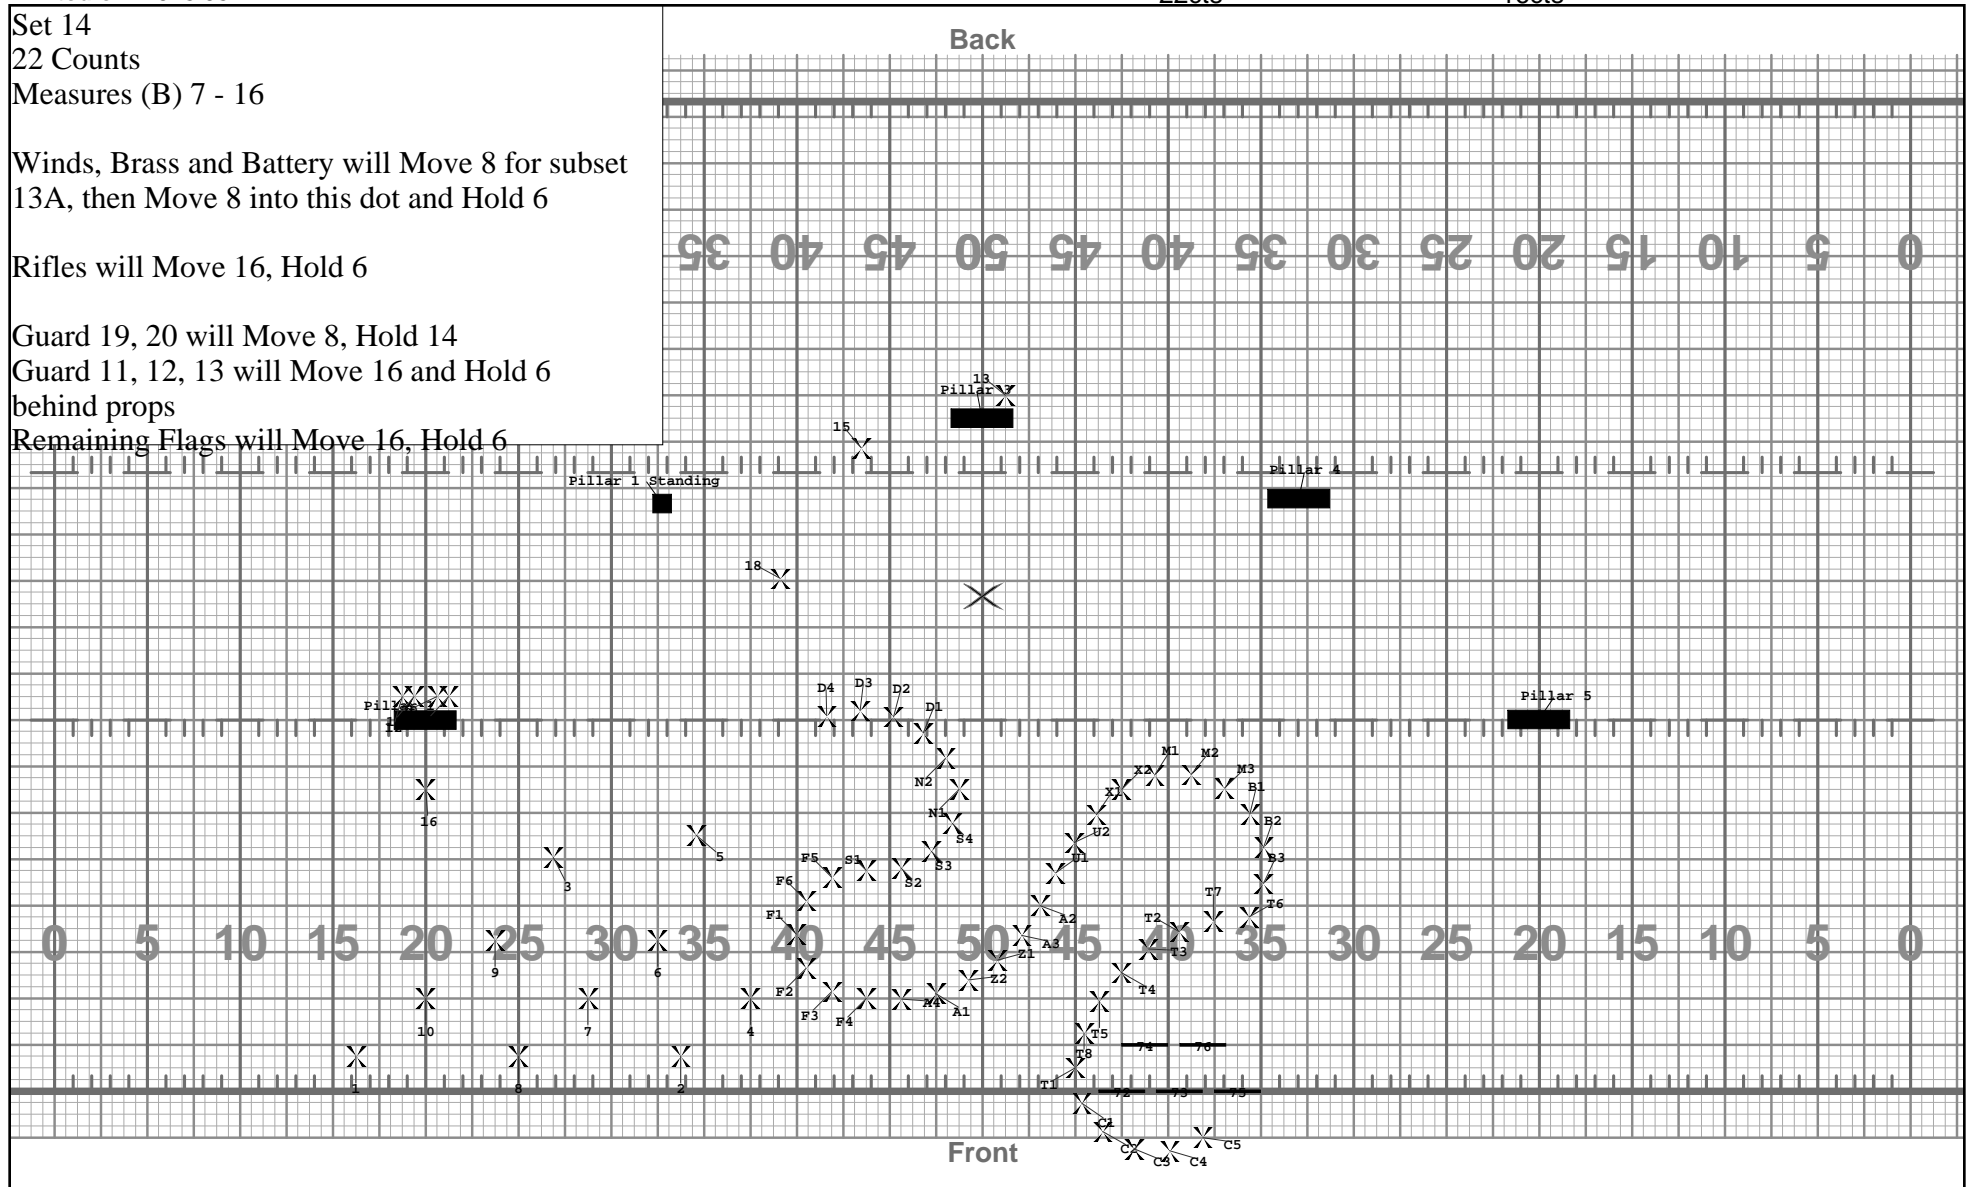 22cts
16cts
Set 14
22 Counts
Measures (B) 7 - 16
Winds, Brass and Battery will Move 8 for subset
13A, then Move 8 into this dot and Hold 6
Rifles will Move 16, Hold 6
Guard 19, 20 will Move 8, Hold 14
Guard 11, 12, 13 will Move 16 and Hold 6
behind props
Remaining Flags will Move 16, Hold 6
Back
35 40 45 50 45 40 35 30 25 20 15 10 5 0
13
Pillar 3
15
Pillar 4
Pillar 1 Standing
18
D4 D3 D2 D1
Pillar 5
N2
M1 M2
X2 M3
X1 B1
16
N1 B2
S4 U2
5
F5 S1 S3 U1 B3
3
F6 S2
T7 T6
F1 A2 T2
0 5 10 15 20 25 30 35 40 45 50 45 40 35 30 25 20 15 10 5 0
A3 T3
Z1
9 6
Z2
F2 T4
F3 F4 A4 A1
10 7 4
T5
74 76
T8
1 8 2 T1
72 73 75
C1
C2 C3 C4 C5
Front